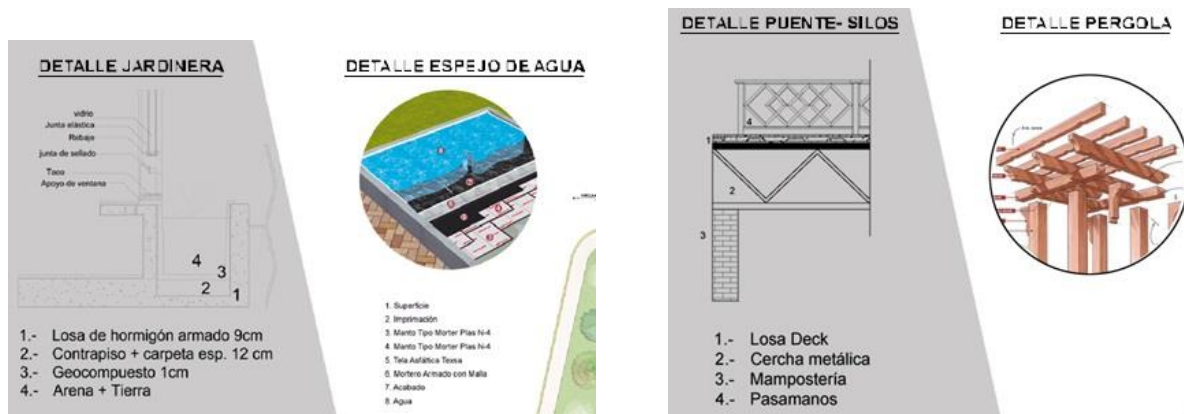 DETALLE JARDINERA
vidrio
Junta elástica
Rebaje
junta de sellado
Taco
Apoyo de ventana
4
3
2
1
1.- Losa de hormigón armado 9cm
2.- Contrapiso + carpeta esp. 12 cm
3.- Geocompuesto 1cm
4.- Arena + Tierra
DETALLE ESPEJO DE AGUA
1. Superficie
2. Imprimación
3. Manto Tipo Morter Plas N-4
4. Manto Tipo Morter Plas N-4
5. Tela Asfáltica Texsa
6. Mortero Armado con Malla
7. Acabado
8. Agua
DETALLE PUENTE- SILOS
4
1
2
3
1.- Losa Deck
2.- Cercha metálica
3.- Mampostería
4.- Pasamanos
DETALLE PERGOLA